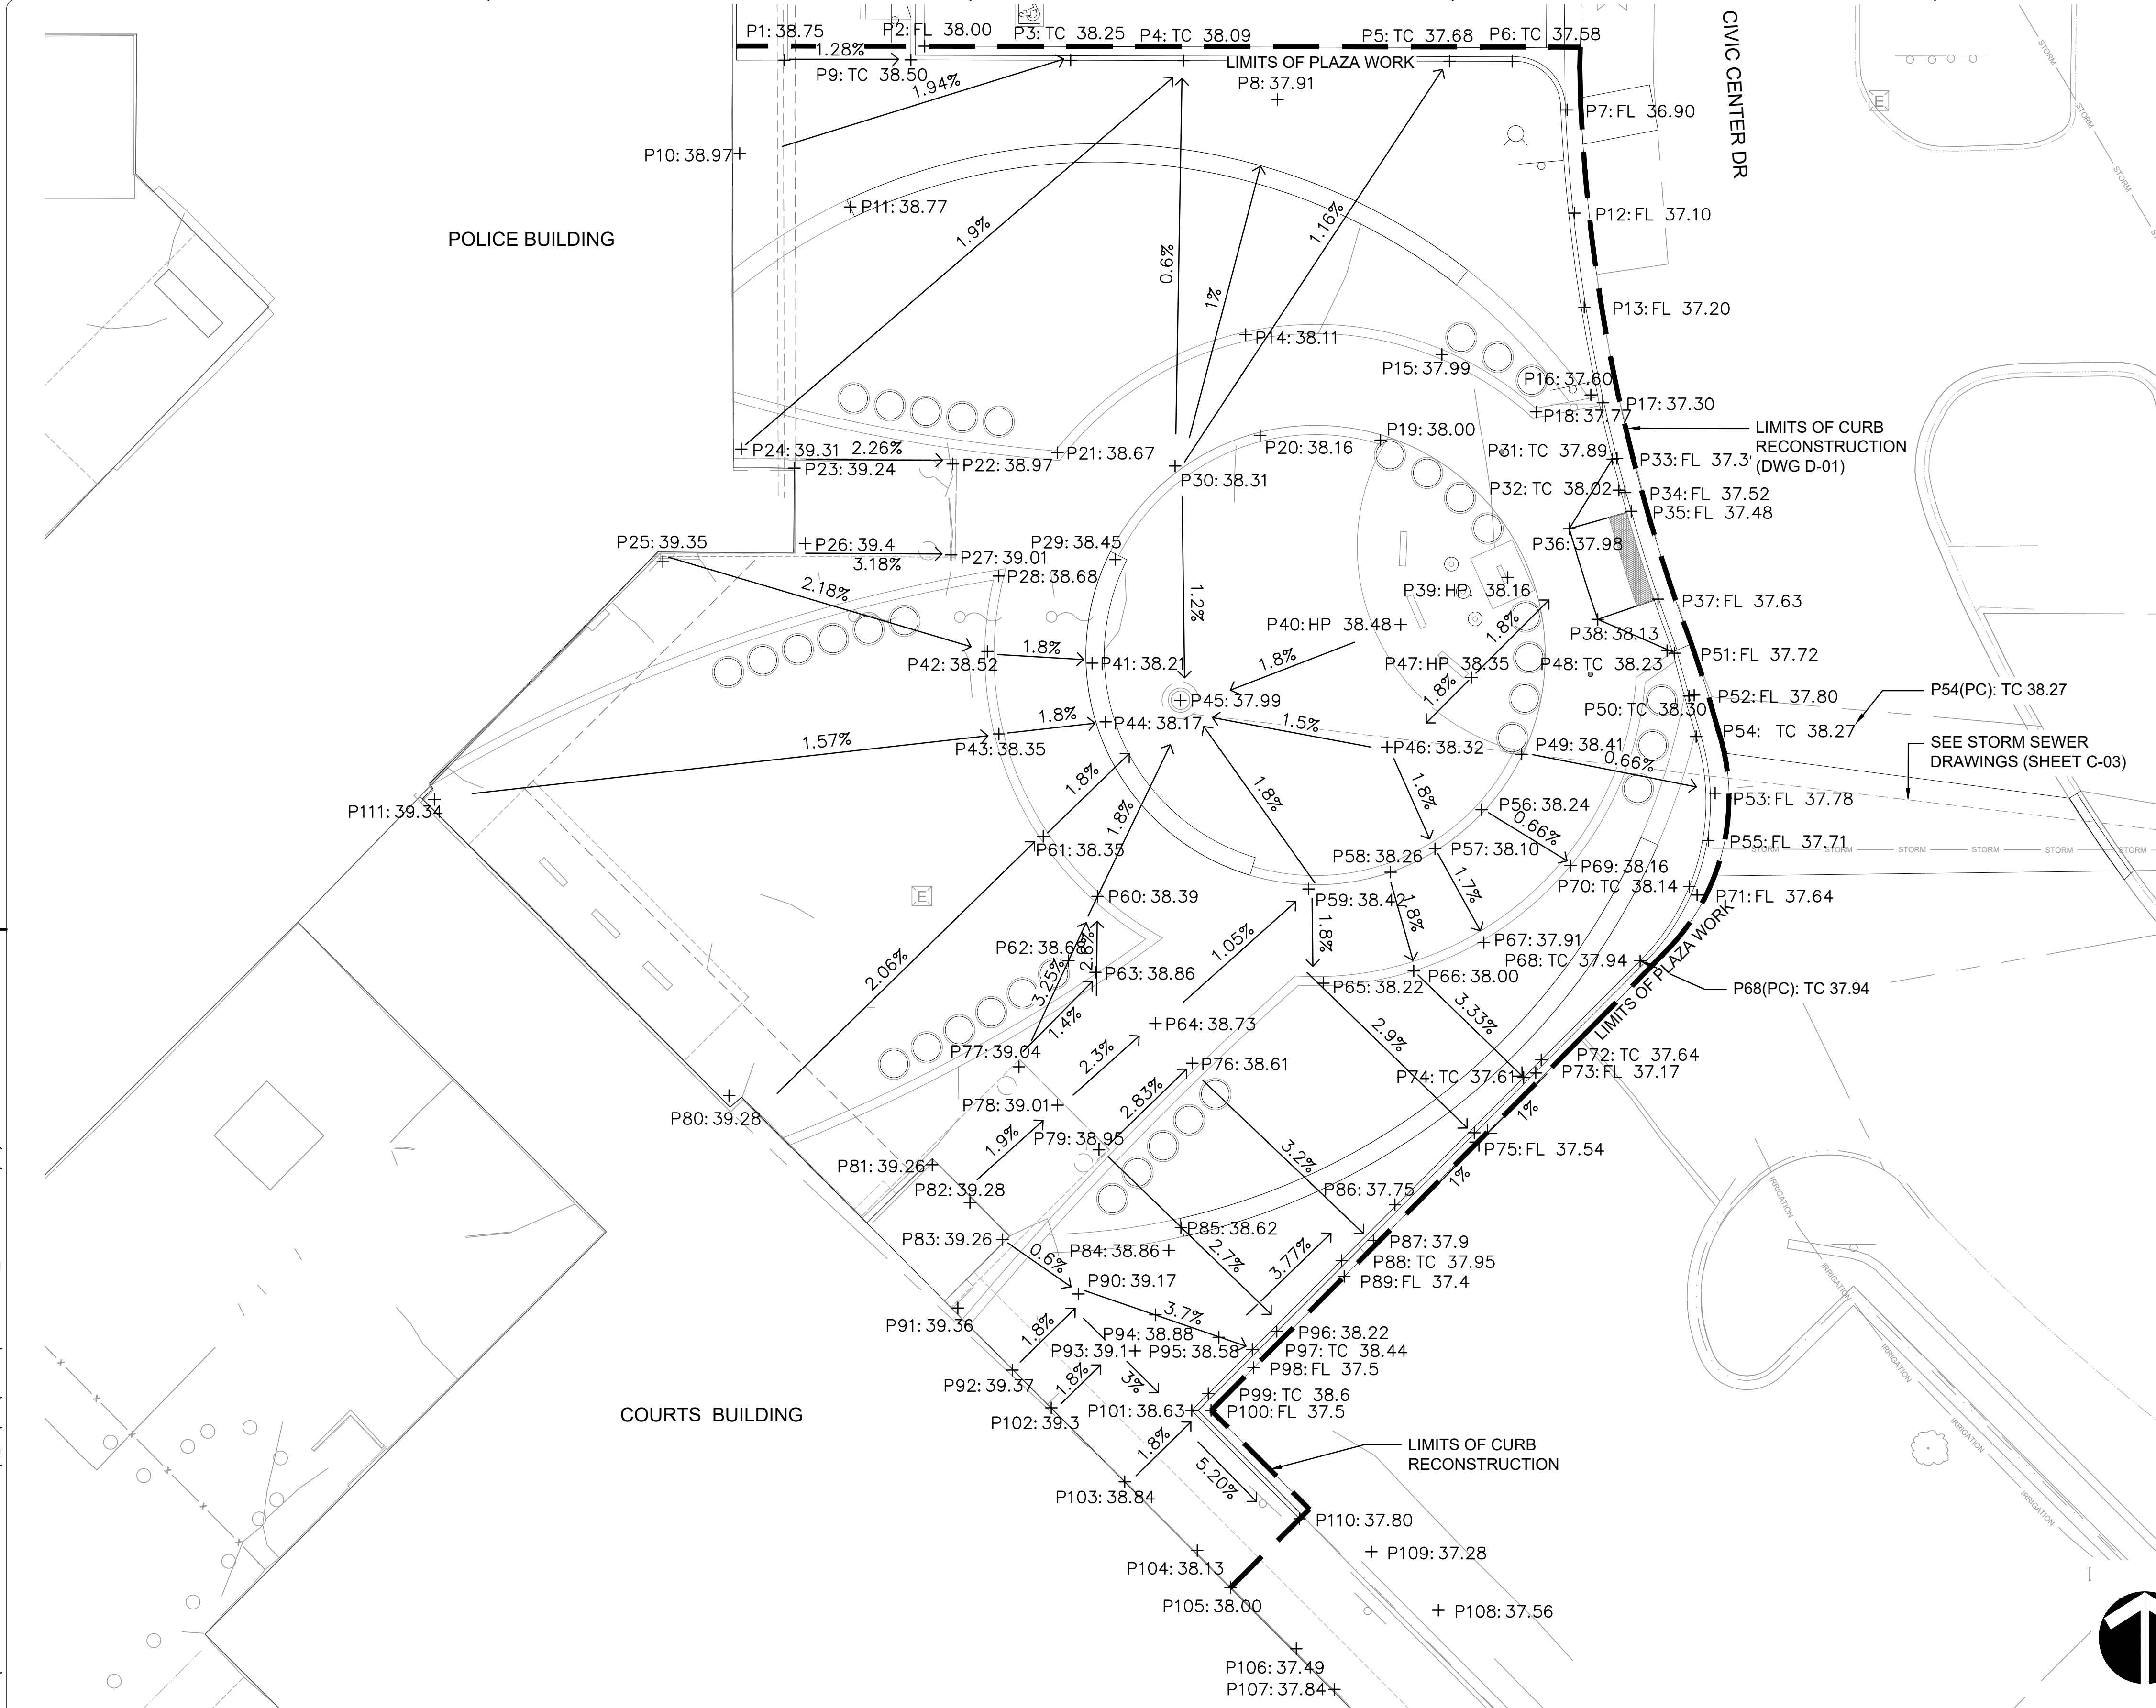 P1: 38.75
P2: FL 38.00
P3: TC 38.25
P4: TC 38.09
P5: TC 37.68
P6: TC 37.58
CIVIC CENTER DR
1.28%
P9: TC 38.50
LIMITS OF PLAZA WORK
P8: 37.91
1.94%
E
P7: FL 36.90
STORM
STORM
STORM
P10: 38.97
P11: 38.77
P12: FL 37.10
POLICE BUILDING
1.9%
0.6%
1.16%
1%
P13: FL 37.20
P14: 38.11
P15: 37.99
P16: 37.60
P17: 37.30
P18: 37.77
LIMITS OF CURB
RECONSTRUCTION
(DWG D-01)
P24: 39.31
2.26%
P23: 39.24
P22: 38.97
P21: 38.67
P20: 38.16
P19: 38.00
P31: TC 37.89
P33: FL 37.3
P30: 38.31
P32: TC 38.02
P34: FL 37.52
P35: FL 37.48
P25: 39.35
P26: 39.4
3.18%
P27: 39.01
P29: 38.45
P36: 37.98
P28: 38.68
2.18%
1.2%
P39: HP. 38.16
P37: FL 37.63
P40: HP 38.48
1.8%
P38: 38.13
P42: 38.52
1.8%
P41: 38.21
1.8%
P47: HP 38.35
P48: TC 38.23
P51: FL 37.72
1.8%
P45: 37.99
P50: TC 38.30
P52: FL 37.80
P54(PC): TC 38.27
P43: 38.35
1.8%
P44: 38.17
1.5%
P46: 38.32
P49: 38.41
P54: TC 38.27
SEE STORM SEWER
DRAWINGS (SHEET C-03)
1.57%
1.8%
1.8%
1.8%
1.8%
0.66%
P53: FL 37.78
P111: 39.34
P56: 38.24
0.66%
P61: 38.35
P57: 38.10
P55: FL 37.71
STORM STORM STORM STORM STORM STORM
P58: 38.26
P69: 38.16
P70: TC 38.14
P71: FL 37.64
E
P60: 38.39
P59: 38.42
1.8%
1.7%
1.8%
P62: 38.68
2.6%
1.05%
P67: 37.91
P68: TC 37.94
LIMITS OF PLAZA WORK
2.06%
3.25%
P63: 38.86
P65: 38.22
P66: 38.00
P68(PC): TC 37.94
1.4%
P64: 38.73
2.9%
3.33%
P77: 39.04
2.3%
P76: 38.61
P72: TC 37.64
P73: FL 37.17
P74: TC 37.61
P80: 39.28
P78: 39.01
2.83%
1%
1.9%
P79: 38.95
P75: FL 37.54
P81: 39.26
3.2%
1%
P82: 39.28
P86: 37.75
IRRIGATION
P83: 39.26
P84: 38.86
P85: 38.62
P87: 37.9
0.6%
2.7%
3.77%
P88: TC 37.95
P89: FL 37.4
P90: 39.17
IRRIGATION
P91: 39.36
1.8%
3.7%
P94: 38.88
P96: 38.22
P93: 39.1
P95: 38.58
P97: TC 38.44
P98: FL 37.5
IRRIGATION
P92: 39.37
1.8%
3%
P99: TC 38.6
COURTS BUILDING
P102: 39.3
P101: 38.63
P100: FL 37.5
1.8%
LIMITS OF CURB
RECONSTRUCTION
IRRIGATION
5.20%
P103: 38.84
IRRIGATION
P110: 37.80
P109: 37.28
P104: 38.13
P105: 38.00
P108: 37.56
P106: 37.49
P107: 37.84